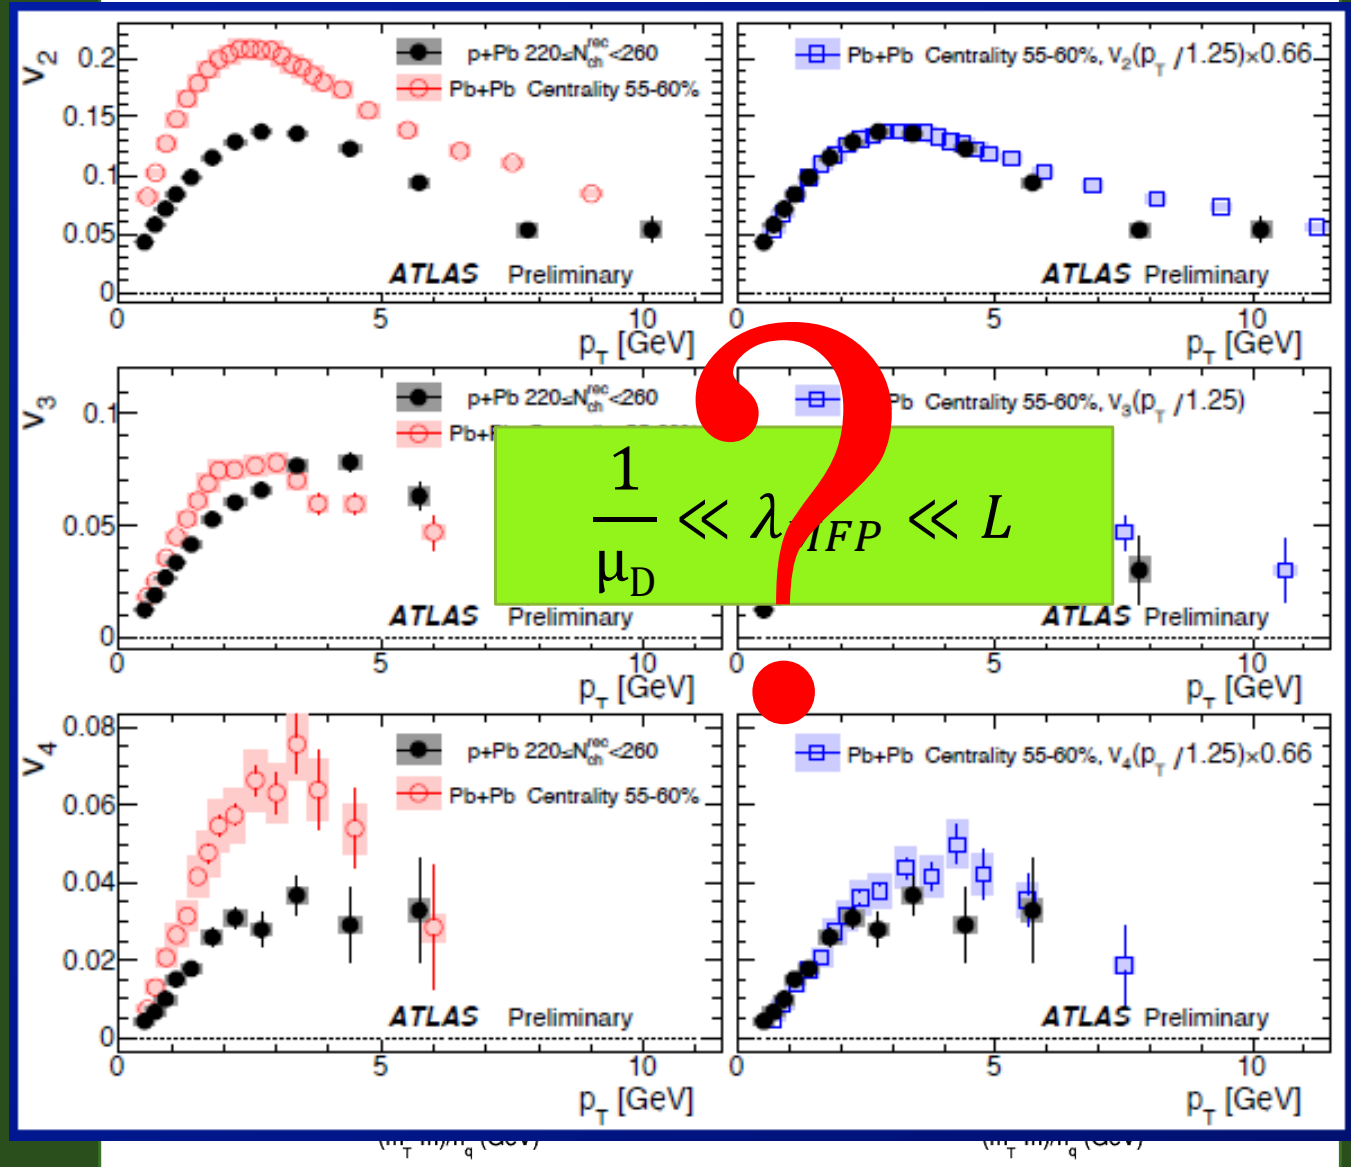 v2
0.2
0.15
0.1
0.05
0
p+Pb 220≤N_ch^rec<260
Pb+Pb Centrality 55-60%
ATLAS Preliminary
0 5 10
p_T [GeV]
Pb+Pb Centrality 55-60%, V_2(p_T /1.25)×0.66
ATLAS Preliminary
0 5 10
p_T [GeV]
v3
0.1
0.05
0
p+Pb 220≤N_ch^rec<260
Pb+P
ATLAS Preliminary
0 5 10
p_T [GeV]
Pb Centrality 55-60%, V_3(p_T /1.25)
ATLAS Preliminary
0 5 10
p_T [GeV]
1/μ_D ≪ λ_MFP ≪ L
?
v4
0.08
0.06
0.04
0.02
0
p+Pb 220≤N_ch^rec<260
Pb+Pb Centrality 55-60%
ATLAS Preliminary
0 5 10
p_T [GeV]
Pb+Pb Centrality 55-60%, V_4(p_T /1.25)×0.66
ATLAS Preliminary
0 5 10
p_T [GeV]